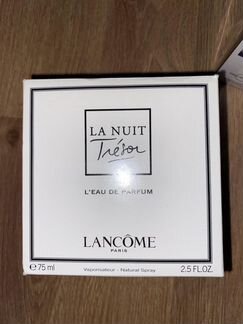 LA NUIT
Trésor
L'EAU DE PARFUM
LANCÔME
PARIS
Vaporisateur - Natural Spray
℮ 75 ml 2.5 FL.OZ.